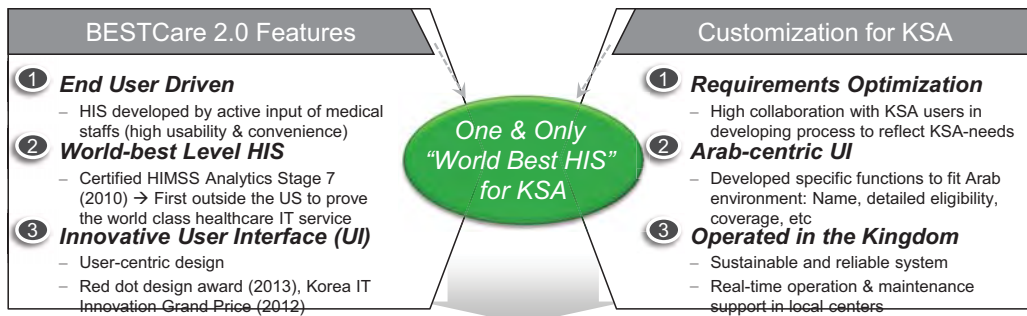 BESTCare 2.0 Features
1 End User Driven
– HIS developed by active input of medical
staffs (high usability & convenience)
2 World-best Level HIS
– Certified HIMSS Analytics Stage 7
(2010) → First outside the US to prove
the world class healthcare IT service
3 Innovative User Interface (UI)
– User-centric design
– Red dot design award (2013), Korea IT
Innovation Grand Price (2012)
One & Only
“World Best HIS”
for KSA
Customization for KSA
1 Requirements Optimization
– High collaboration with KSA users in
developing process to reflect KSA-needs
2 Arab-centric UI
– Developed specific functions to fit Arab
environment: Name, detailed eligibility,
coverage, etc
3 Operated in the Kingdom
– Sustainable and reliable system
– Real-time operation & maintenance
support in local centers